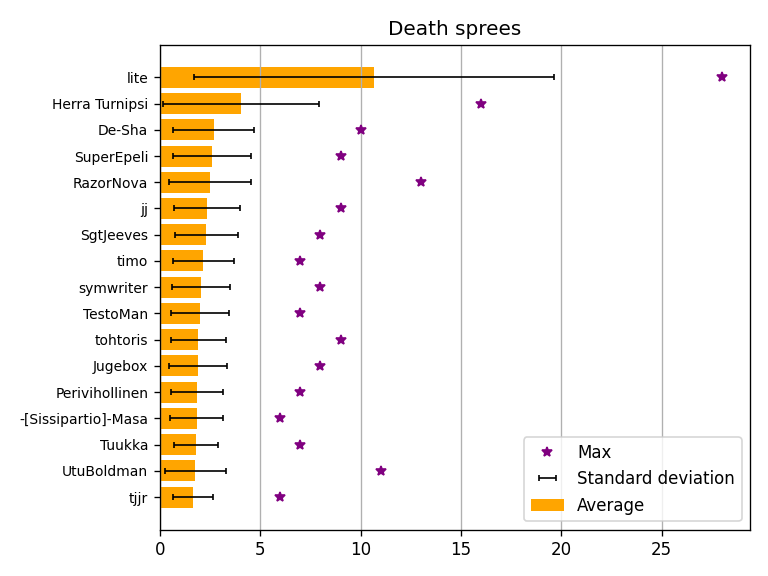 Death sprees
lite
Herra Turnipsi
De-Sha
SuperEpeli
RazorNova
jj
SgtJeeves
timo
symwriter
TestoMan
tohtoris
Jugebox
Perivihollinen
-[Sissipartio]-Masa
Tuukka
UtuBoldman
tjjr
Max
Standard deviation
Average
0 5 10 15 20 25